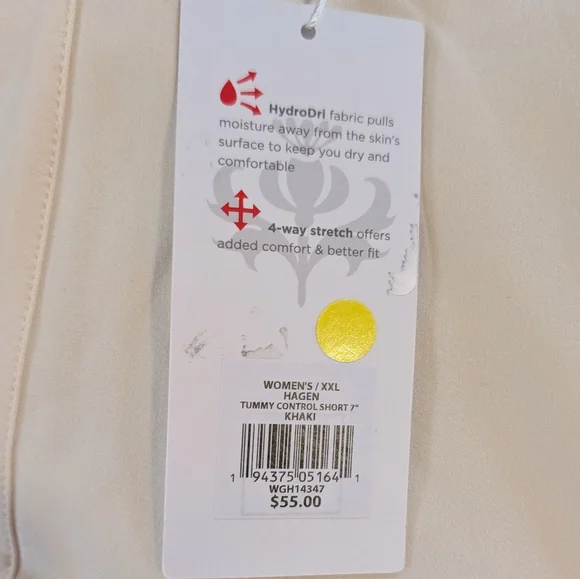 HydroDri fabric pulls
moisture away from the skin's
surface to keep you dry and
comfortable
4-way stretch offers
added comfort & better fit
WOMEN'S / XXL
HAGEN
TUMMY CONTROL SHORT 7"
KHAKI
1 94375 05164 1
WGH14347
$55.00